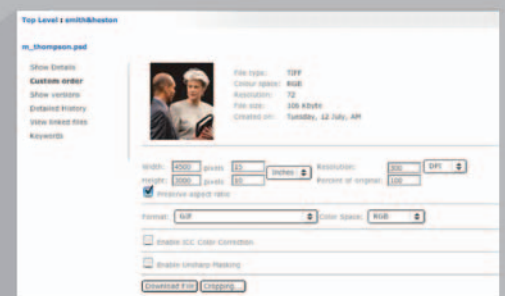 Top Level : smith&heston
m_thompson.psd
Show Details
Custom order
Show versions
Detailed History
View linked files
Keywords
File type: TIFF
Colour space: RGB
Resolution: 72
File size: 106 Kbyte
Created on: Tuesday, 12 July, AM
Width: 4500 pixels 15 inches Resolution: 300 DPI
Height: 3000 pixels 10 Percent of original: 100
Preserve aspect ratio
Format: GIF Color Space: RGB
Enable ICC Color Correction
Enable Unsharp Masking
Download File Cropping...